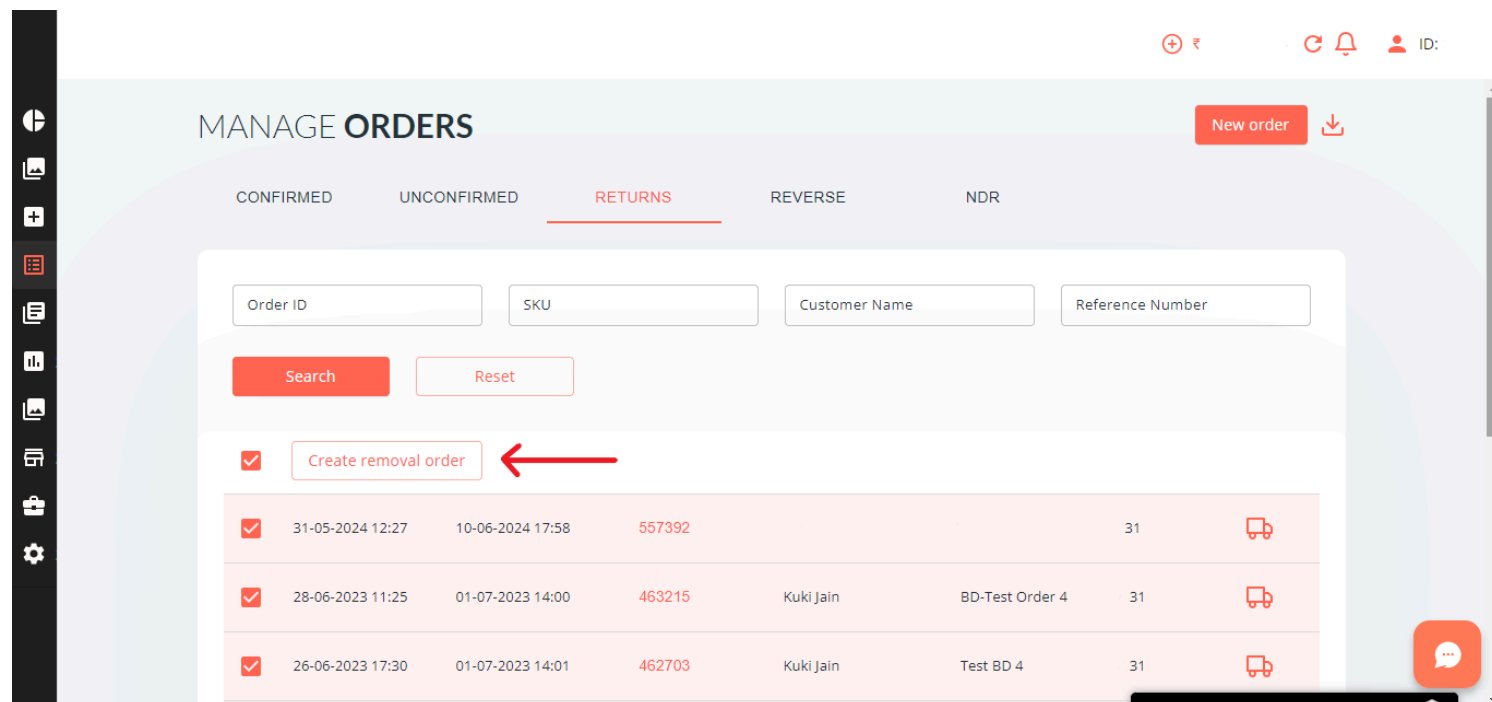 ₹ ID:
MANAGE ORDERS New order
CONFIRMED UNCONFIRMED RETURNS REVERSE NDR
Order ID SKU Customer Name Reference Number
Search Reset
Create removal order
31-05-2024 12:27 10-06-2024 17:58 557392 31
28-06-2023 11:25 01-07-2023 14:00 463215 Kuki Jain BD-Test Order 4 31
26-06-2023 17:30 01-07-2023 14:01 462703 Kuki Jain Test BD 4 31